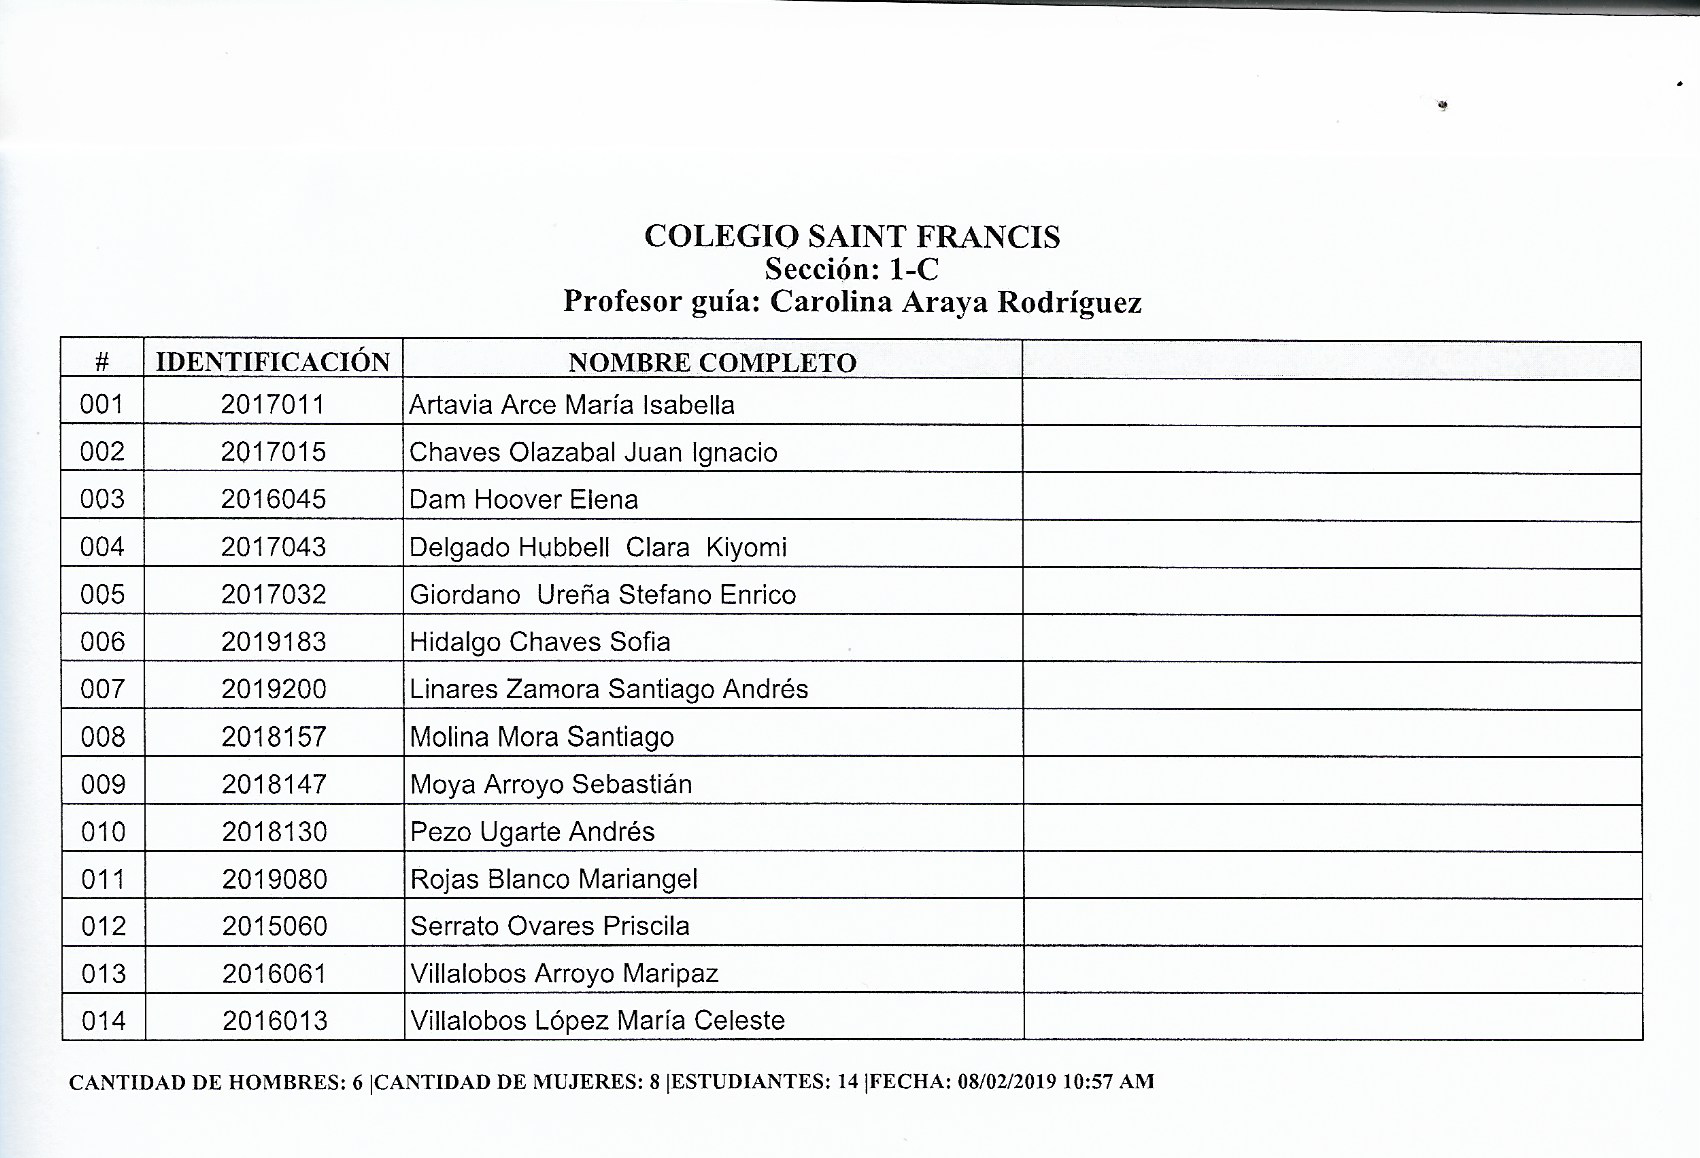 COLEGIO SAINT FRANCIS
Sección: 1-C
Profesor guía: Carolina Araya Rodríguez
# IDENTIFICACIÓN NOMBRE COMPLETO
001 2017011 Artavia Arce María Isabella
002 2017015 Chaves Olazabal Juan Ignacio
003 2016045 Dam Hoover Elena
004 2017043 Delgado Hubbell Clara Kiyomi
005 2017032 Giordano Ureña Stefano Enrico
006 2019183 Hidalgo Chaves Sofia
007 2019200 Linares Zamora Santiago Andrés
008 2018157 Molina Mora Santiago
009 2018147 Moya Arroyo Sebastián
010 2018130 Pezo Ugarte Andrés
011 2019080 Rojas Blanco Mariangel
012 2015060 Serrato Ovares Priscila
013 2016061 Villalobos Arroyo Maripaz
014 2016013 Villalobos López María Celeste
CANTIDAD DE HOMBRES: 6 |CANTIDAD DE MUJERES: 8 |ESTUDIANTES: 14 |FECHA: 08/02/2019 10:57 AM